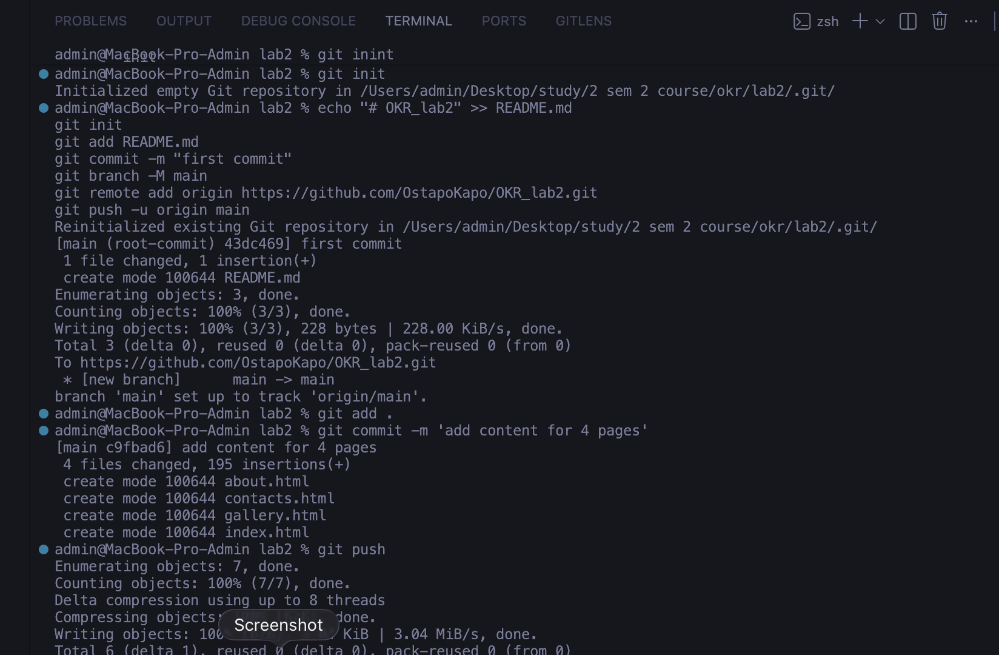 PROBLEMS OUTPUT DEBUG CONSOLE TERMINAL PORTS GITLENS zsh
admin@MacBook-Pro-Admin lab2 % git inint
init
admin@MacBook-Pro-Admin lab2 % git init
Initialized empty Git repository in /Users/admin/Desktop/study/2 sem 2 course/okr/lab2/.git/
admin@MacBook-Pro-Admin lab2 % echo "# OKR_lab2" >> README.md
git init
git add README.md
git commit -m "first commit"
git branch -M main
git remote add origin https://github.com/OstapoKapo/OKR_lab2.git
git push -u origin main
Reinitialized existing Git repository in /Users/admin/Desktop/study/2 sem 2 course/okr/lab2/.git/
[main (root-commit) 43dc469] first commit
 1 file changed, 1 insertion(+)
 create mode 100644 README.md
Enumerating objects: 3, done.
Counting objects: 100% (3/3), done.
Writing objects: 100% (3/3), 228 bytes | 228.00 KiB/s, done.
Total 3 (delta 0), reused 0 (delta 0), pack-reused 0 (from 0)
To https://github.com/OstapoKapo/OKR_lab2.git
 * [new branch]      main -> main
branch 'main' set up to track 'origin/main'.
admin@MacBook-Pro-Admin lab2 % git add .
admin@MacBook-Pro-Admin lab2 % git commit -m 'add content for 4 pages'
[main c9fbad6] add content for 4 pages
 4 files changed, 195 insertions(+)
 create mode 100644 about.html
 create mode 100644 contacts.html
 create mode 100644 gallery.html
 create mode 100644 index.html
admin@MacBook-Pro-Admin lab2 % git push
Enumerating objects: 7, done.
Counting objects: 100% (7/7), done.
Delta compression using up to 8 threads
Compressing objects: done.
Screenshot
Writing objects: KiB | 3.04 MiB/s, done.
Total 6 (delta 1), reused 0 (delta 0), pack-reused 0 (from 0)